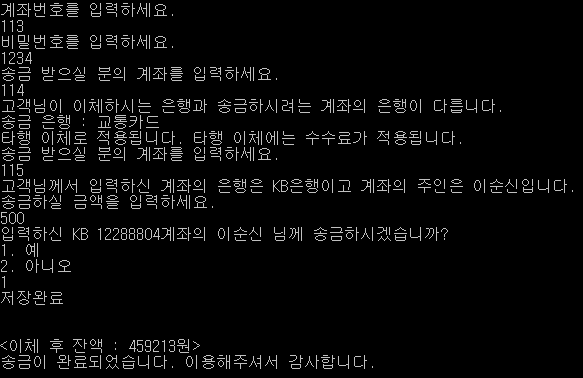 계좌번호를 입력하세요.
113
비밀번호를 입력하세요.
1234
송금 받으실 분의 계좌를 입력하세요.
114
고객님이 이체하시는 은행과 송금하시려는 계좌의 은행이 다릅니다.
송금 은행 : 교통카드
타행 이체로 적용됩니다. 타행 이체에는 수수료가 적용됩니다.
송금 받으실 분의 계좌를 입력하세요.
115
고객님께서 입력하신 계좌의 은행은 KB은행이고 계좌의 주인은 이순신입니다.
송금하실 금액을 입력하세요.
500
입력하신 KB 12288804계좌의 이순신 님께 송금하시겠습니까?
1. 예
2. 아니오
1
저장완료
<이체 후 잔액 : 459213원>
송금이 완료되었습니다. 이용해주셔서 감사합니다.